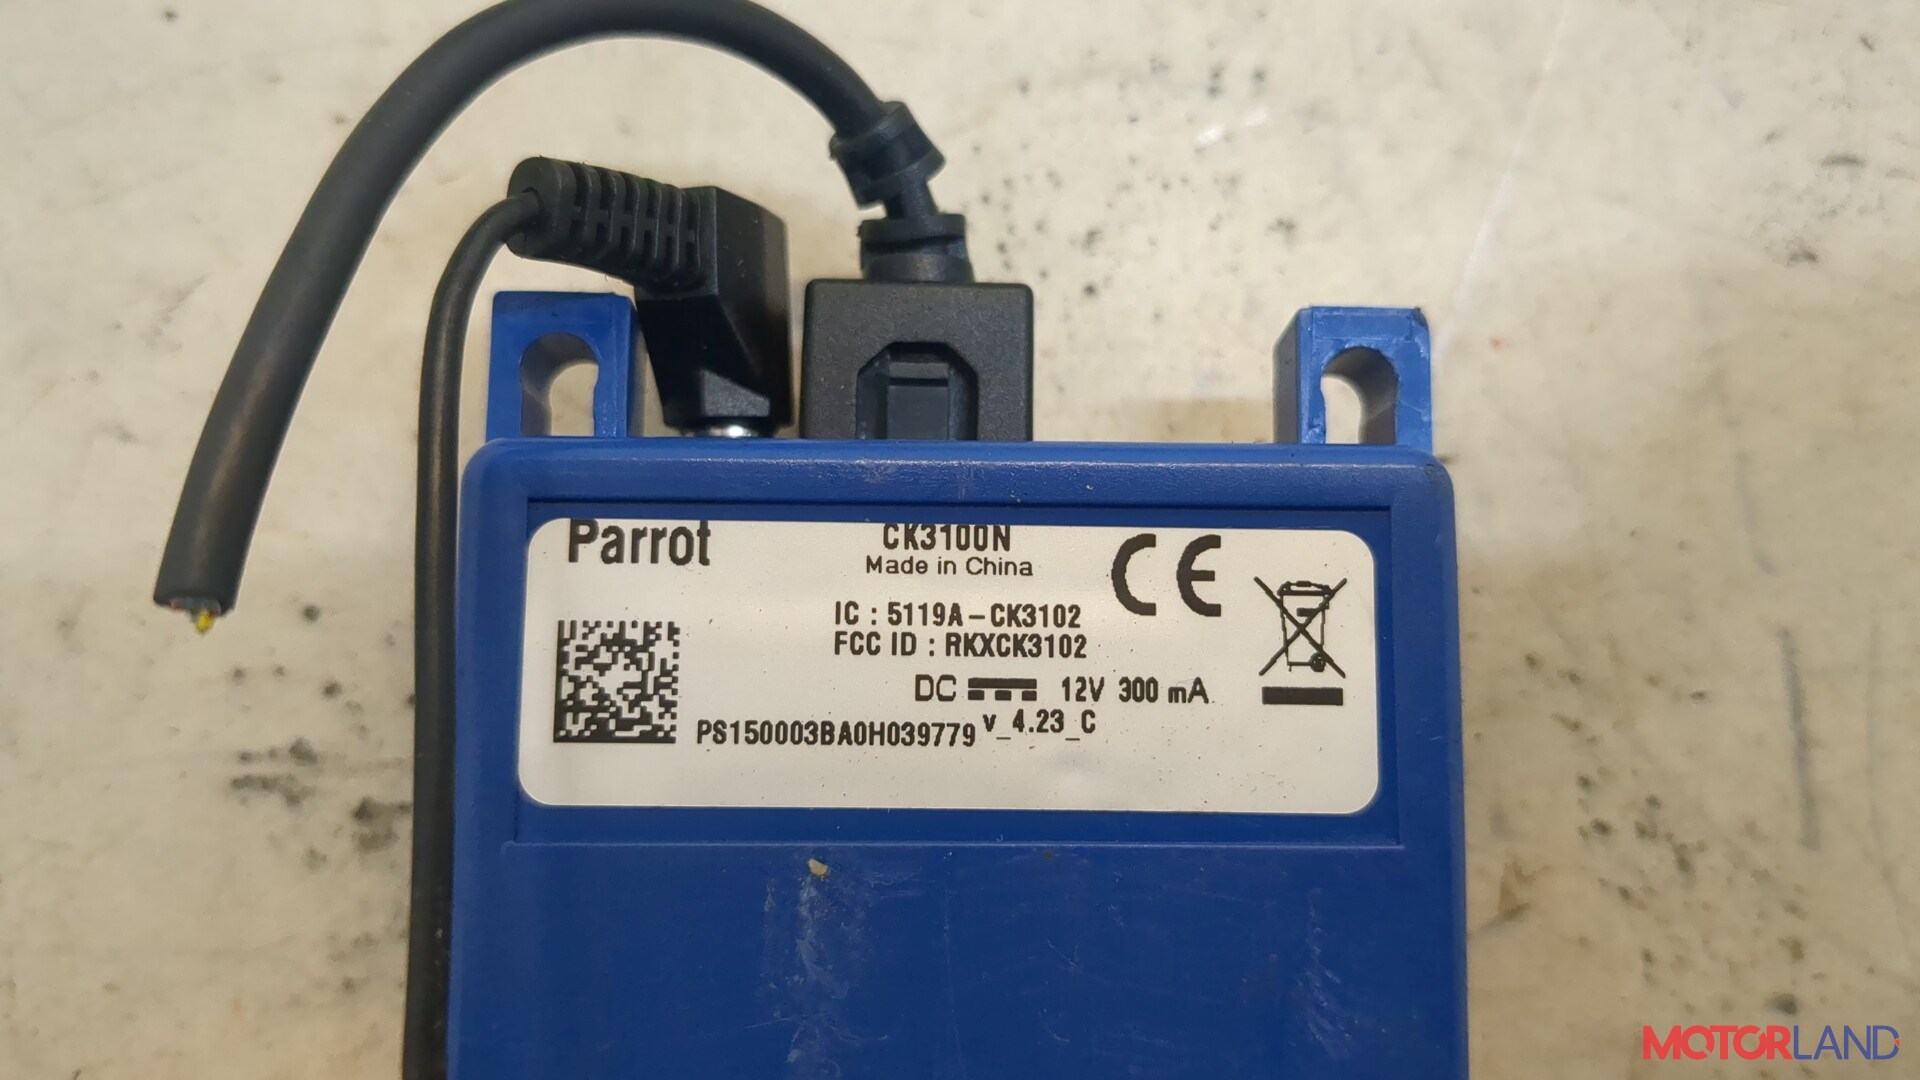 Parrot
CK3100N
Made in China
CE
IC : 5119A-CK3102
FCC ID : RKXCK3102
DC 12V 300 mA
PS150003BA0H039779 v_4.23_C
MOTORLAND